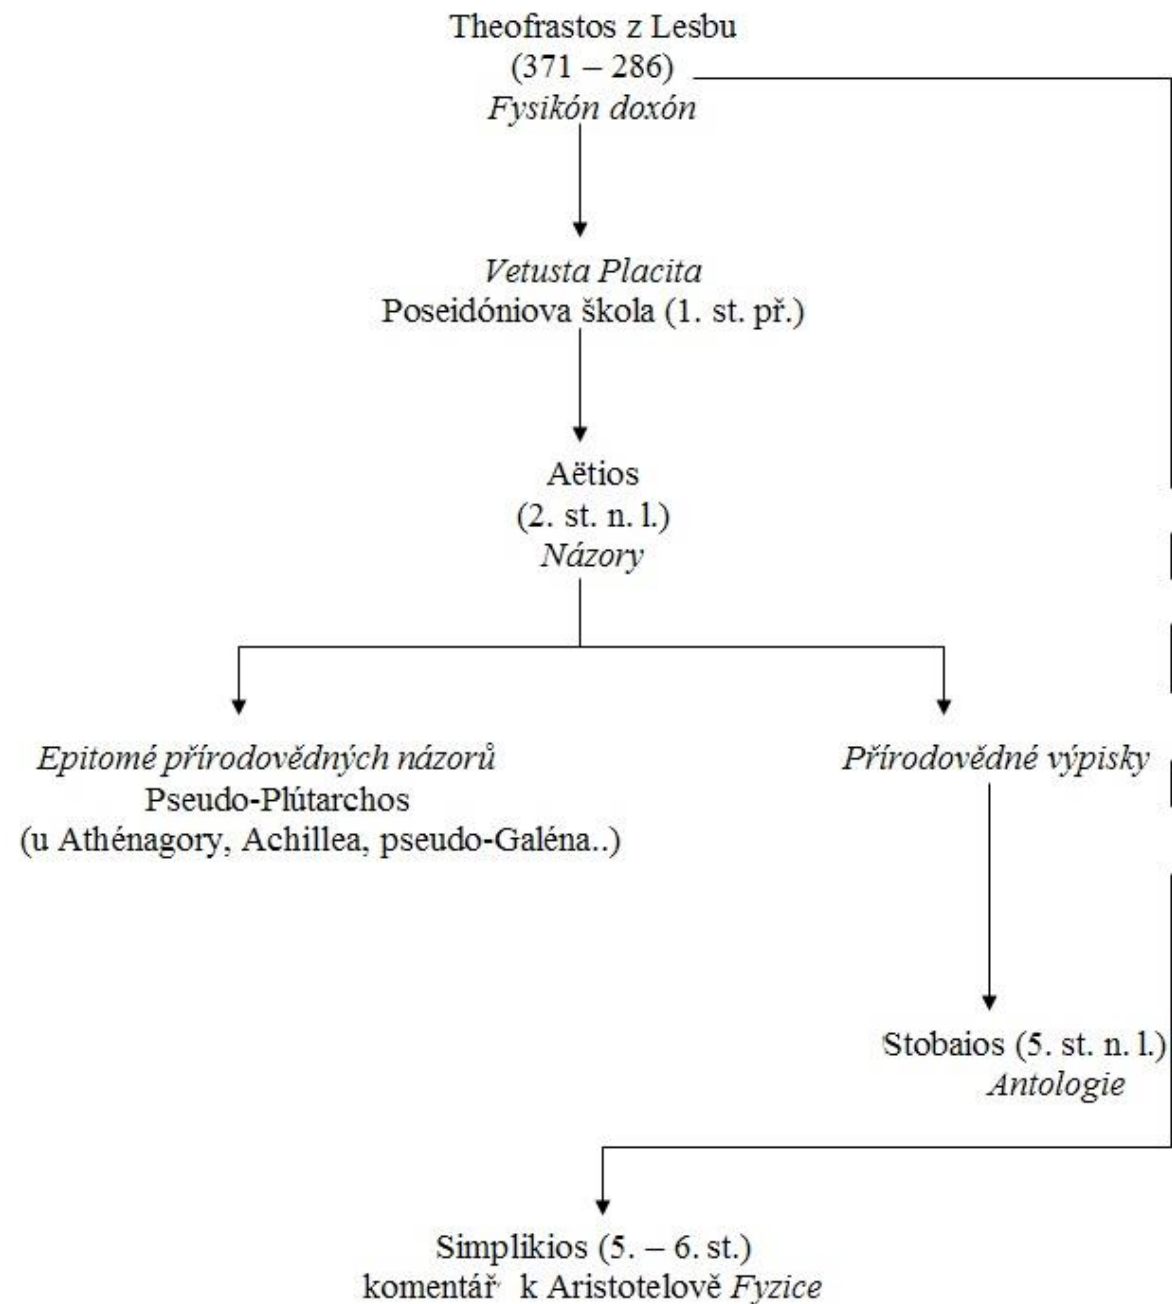 Theofrastos z Lesbu
(371 – 286)
Fysikón doxón
Vetusta Placita
Poseidóniova škola (1. st. př.)
Aëtios
(2. st. n. l.)
Názory
Epitomé přírodovědných názorů
Pseudo-Plútarchos
(u Athénagory, Achillea, pseudo-Galéna..)
Přírodovědné výpisky
Stobaios (5. st. n. l.)
Antologie
Simplikios (5. – 6. st.)
komentář k Aristotelově Fyzice